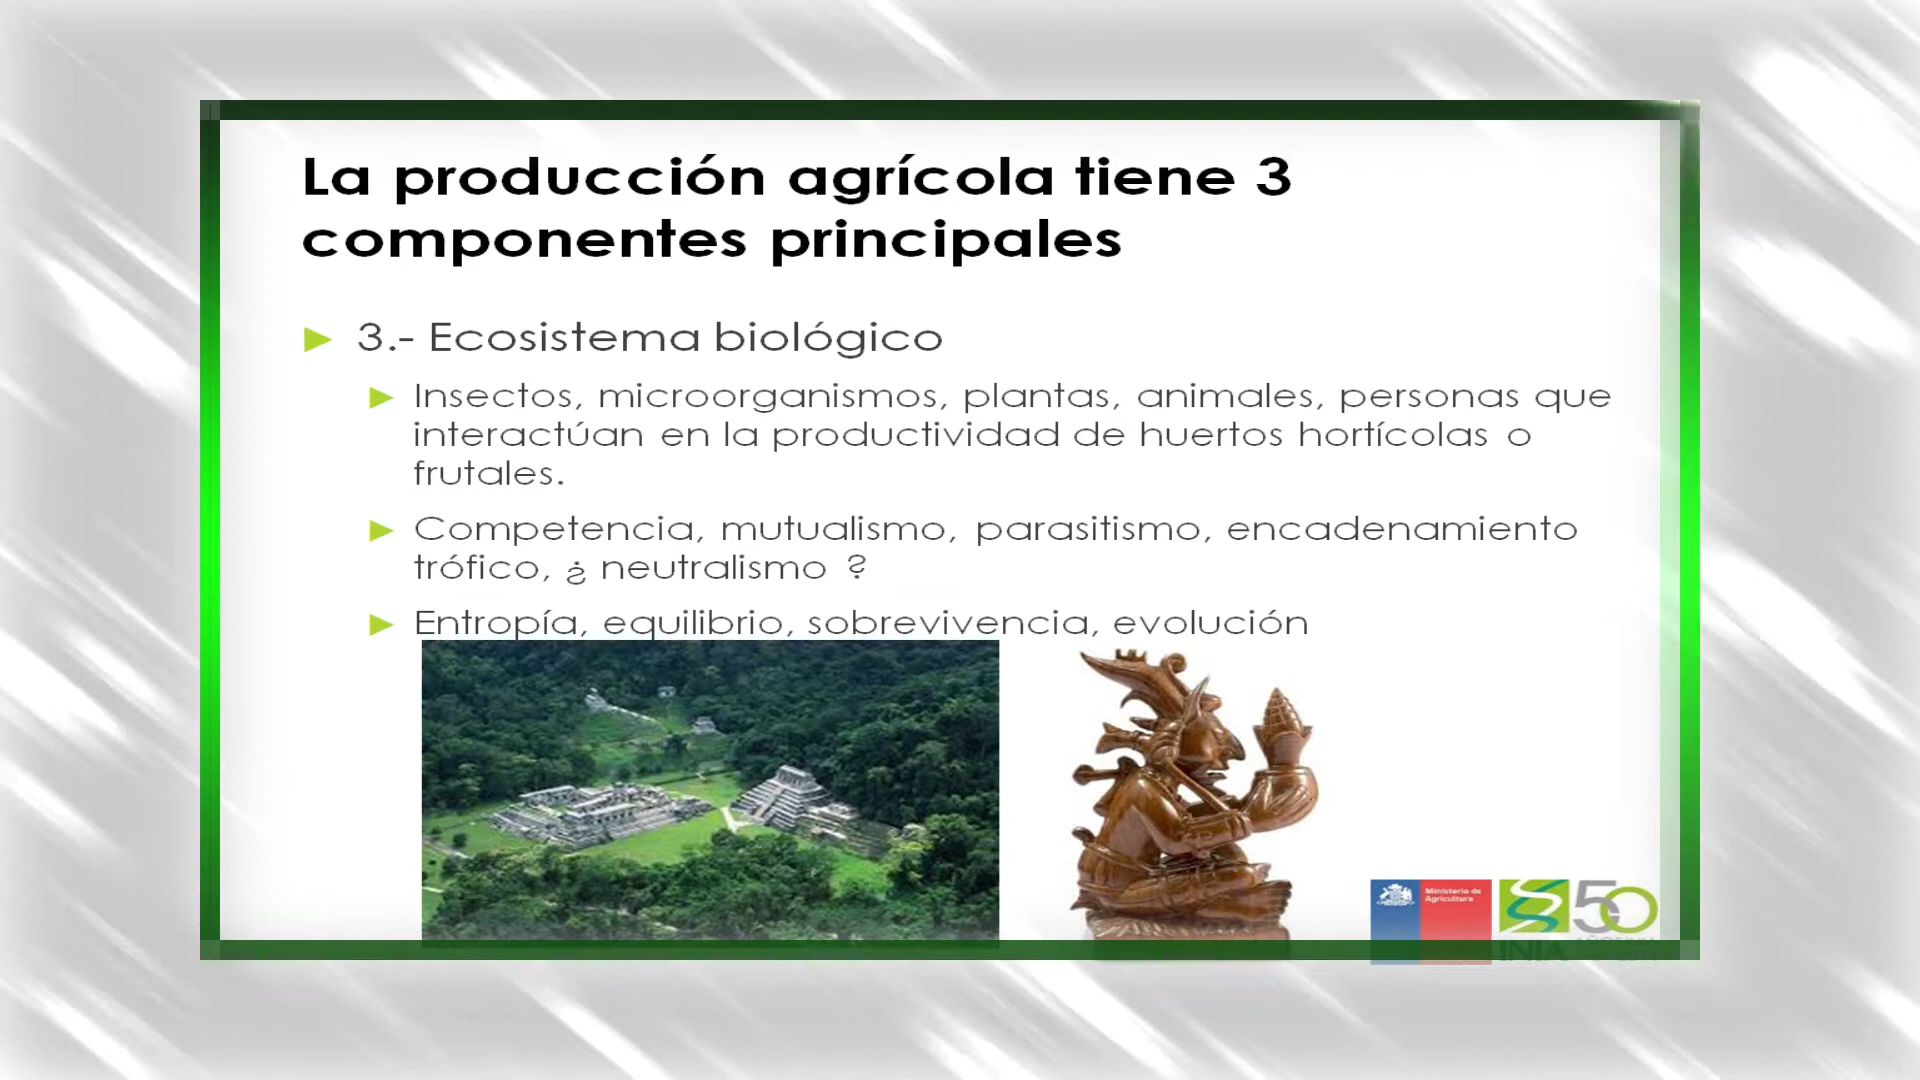 La producción agrícola tiene 3
componentes principales
3.- Ecosistema biológico
Insectos, microorganismos, plantas, animales, personas que
interactúan en la productividad de huertos hortícolas o
frutales.
Competencia, mutualismo, parasitismo, encadenamiento
trófico, ¿ neutralismo ?
Entropía, equilibrio, sobrevivencia, evolución
Ministerio de
Agricultura
50
INIA